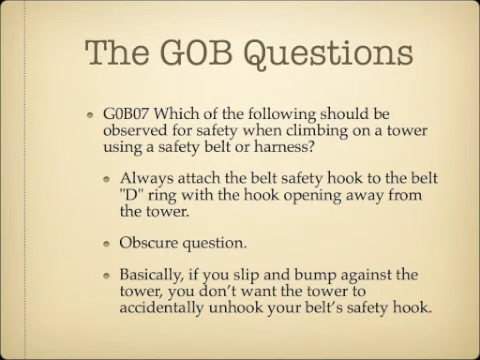 The GOB Questions
G0B07 Which of the following should be
observed for safety when climbing on a tower
using a safety belt or harness?
Always attach the belt safety hook to the belt
"D" ring with the hook opening away from
the tower.
Obscure question.
Basically, if you slip and bump against the
tower, you don't want the tower to
accidentally unhook your belt's safety hook.